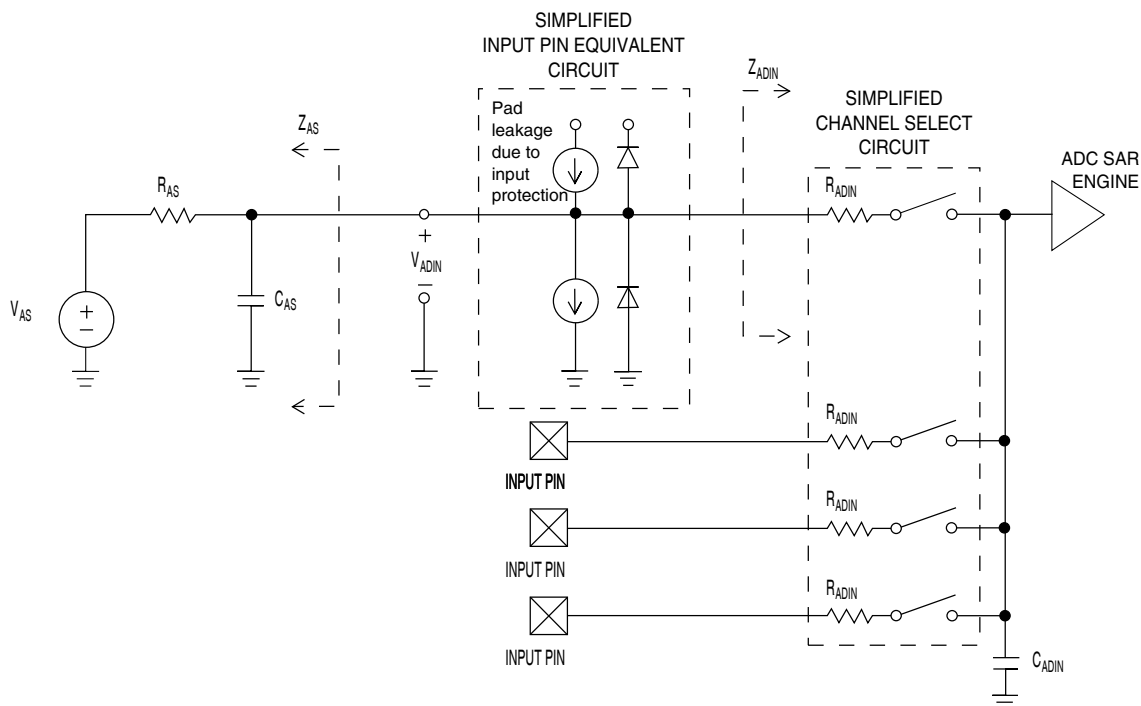 SIMPLIFIED
INPUT PIN EQUIVALENT
CIRCUIT
Pad
leakage
due to
input
protection
ZADIN
SIMPLIFIED
CHANNEL SELECT
CIRCUIT
ADC SAR
ENGINE
ZAS
RAS
RADIN
+
VADIN
–
CAS
VAS
+
–
RADIN
INPUT PIN
RADIN
INPUT PIN
RADIN
INPUT PIN
CADIN